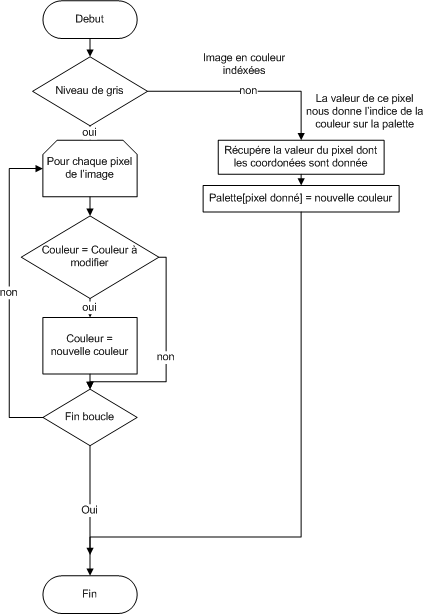 Debut
Image en couleur
indéxées
Niveau de gris
non
La valeur de ce pixel
nous donne l'indice de la
couleur sur la palette
oui
Récupére la valeur du pixel dont
les coordonées sont donnée
Pour chaque pixel
de l'image
Palette[pixel donné] = nouvelle couleur
Couleur = Couleur à
modifier
non
oui
Couleur =
nouvelle couleur
non
Fin boucle
Oui
Fin